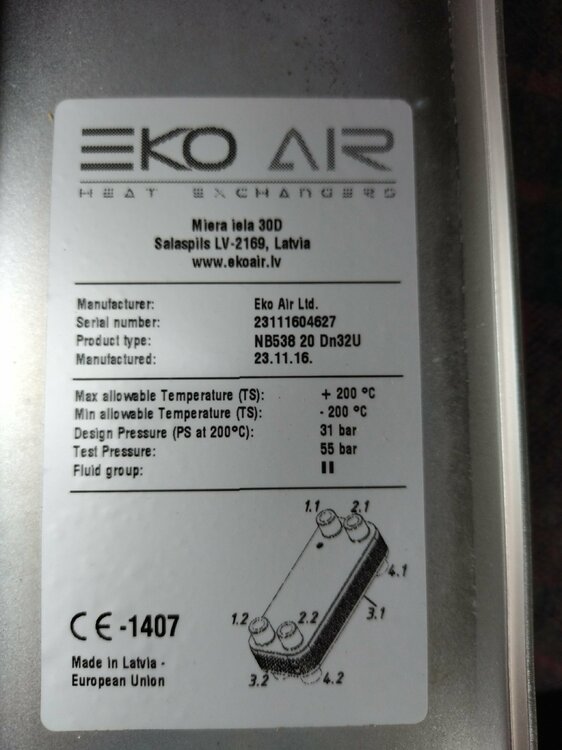 EKO AIR
HEAT EXCHANGERS
Miera iela 30D
Salaspils LV-2169, Latvia
www.ekoair.lv
Manufacturer: Eko Air Ltd.
Serial number: 23111604627
Product type: NB538 20 Dn32U
Manufactured: 23.11.16.
Max allowable Temperature (TS): + 200 °C
Min allowable Temperature (TS): - 200 °C
Design Pressure (PS at 200°C): 31 bar
Test Pressure: 55 bar
Fluid group: II
1.1 2.1
4.1
3.1
1.2 2.2
3.2 4.2
CE-1407
Made in Latvia -
European Union